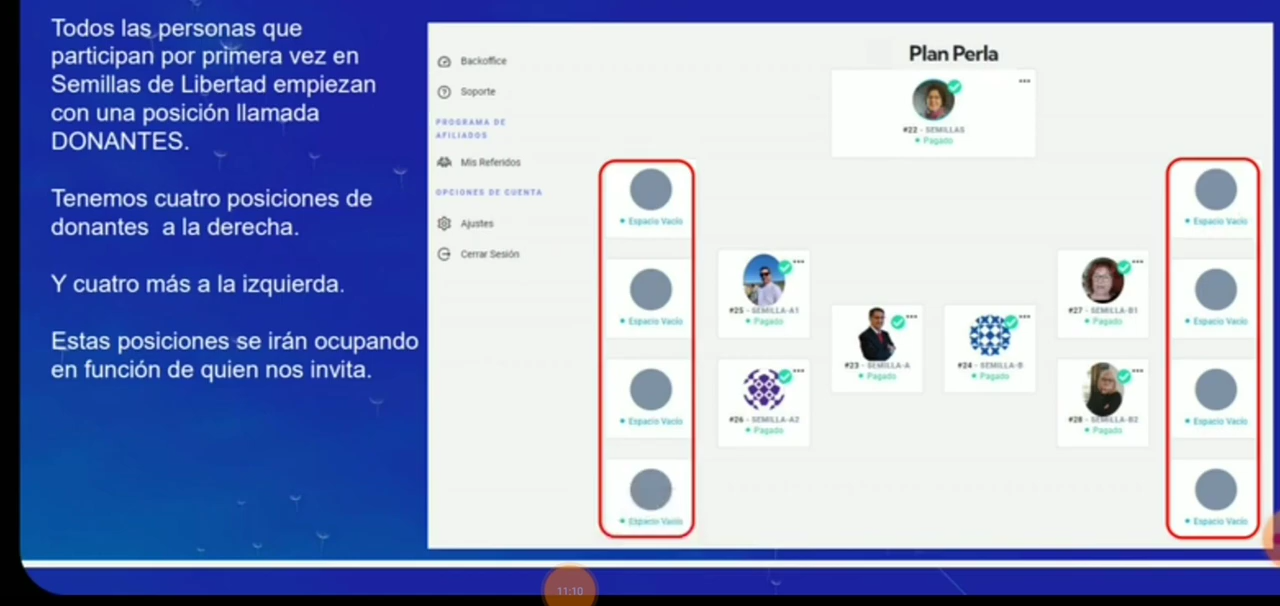 Todos las personas que
participan por primera vez en
Semillas de Libertad empiezan
con una posición llamada
DONANTES.
Tenemos cuatro posiciones de
donantes a la derecha.
Y cuatro más a la izquierda.
Estas posiciones se irán ocupando
en función de quien nos invita.
Backoffice
Soporte
PROGRAMA DE
AFILIADOS
Mis Referidos
OPCIONES DE CUENTA
Ajustes
Cerrar Sesión
Plan Perla
#22 - SEMILLAS
Pagado
Espacio Vacío
Espacio Vacío
Espacio Vacío
Espacio Vacío
#25 - SEMILLA-A1
Pagado
#26 - SEMILLA-A2
Pagado
#23 - SEMILLA-A
Pagado
#24 - SEMILLA-B
Pagado
#27 - SEMILLA-B1
Pagado
#28 - SEMILLA-B2
Pagado
Espacio Vacío
Espacio Vacío
Espacio Vacío
Espacio Vacío
11:10